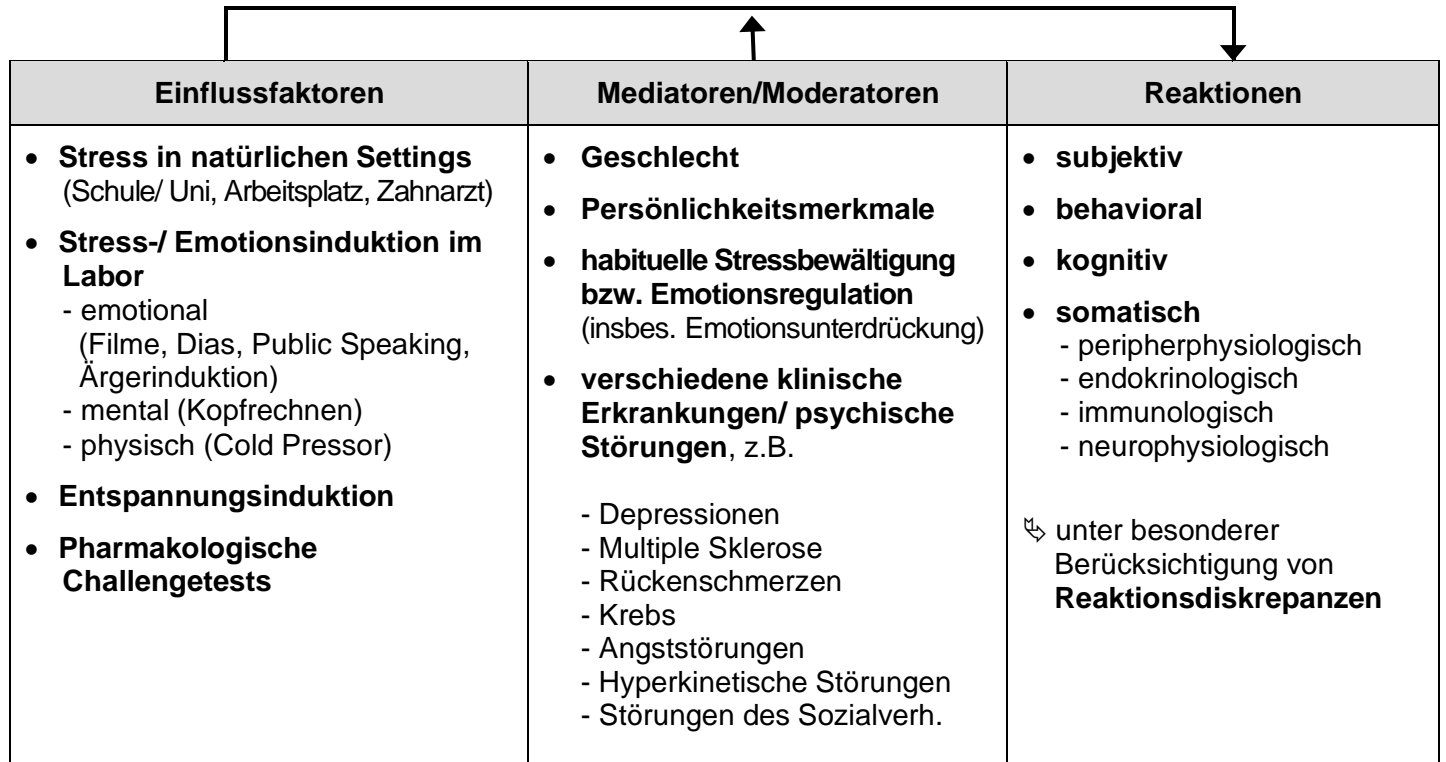 Einflussfaktoren
• Stress in natürlichen Settings
(Schule/ Uni, Arbeitsplatz, Zahnarzt)
• Stress-/ Emotionsinduktion im
Labor
- emotional
(Filme, Dias, Public Speaking,
Ärgerinduktion)
- mental (Kopfrechnen)
- physisch (Cold Pressor)
• Entspannungsinduktion
• Pharmakologische
Challengetests
Mediatoren/Moderatoren
• Geschlecht
• Persönlichkeitsmerkmale
• habituelle Stressbewältigung
bzw. Emotionsregulation
(insbes. Emotionsunterdrückung)
• verschiedene klinische
Erkrankungen/ psychische
Störungen, z.B.
- Depressionen
- Multiple Sklerose
- Rückenschmerzen
- Krebs
- Angststörungen
- Hyperkinetische Störungen
- Störungen des Sozialverh.
Reaktionen
• subjektiv
• behavioral
• kognitiv
• somatisch
- peripherphysiologisch
- endokrinologisch
- immunologisch
- neurophysiologisch
↳ unter besonderer
Berücksichtigung von
Reaktionsdiskrepanzen